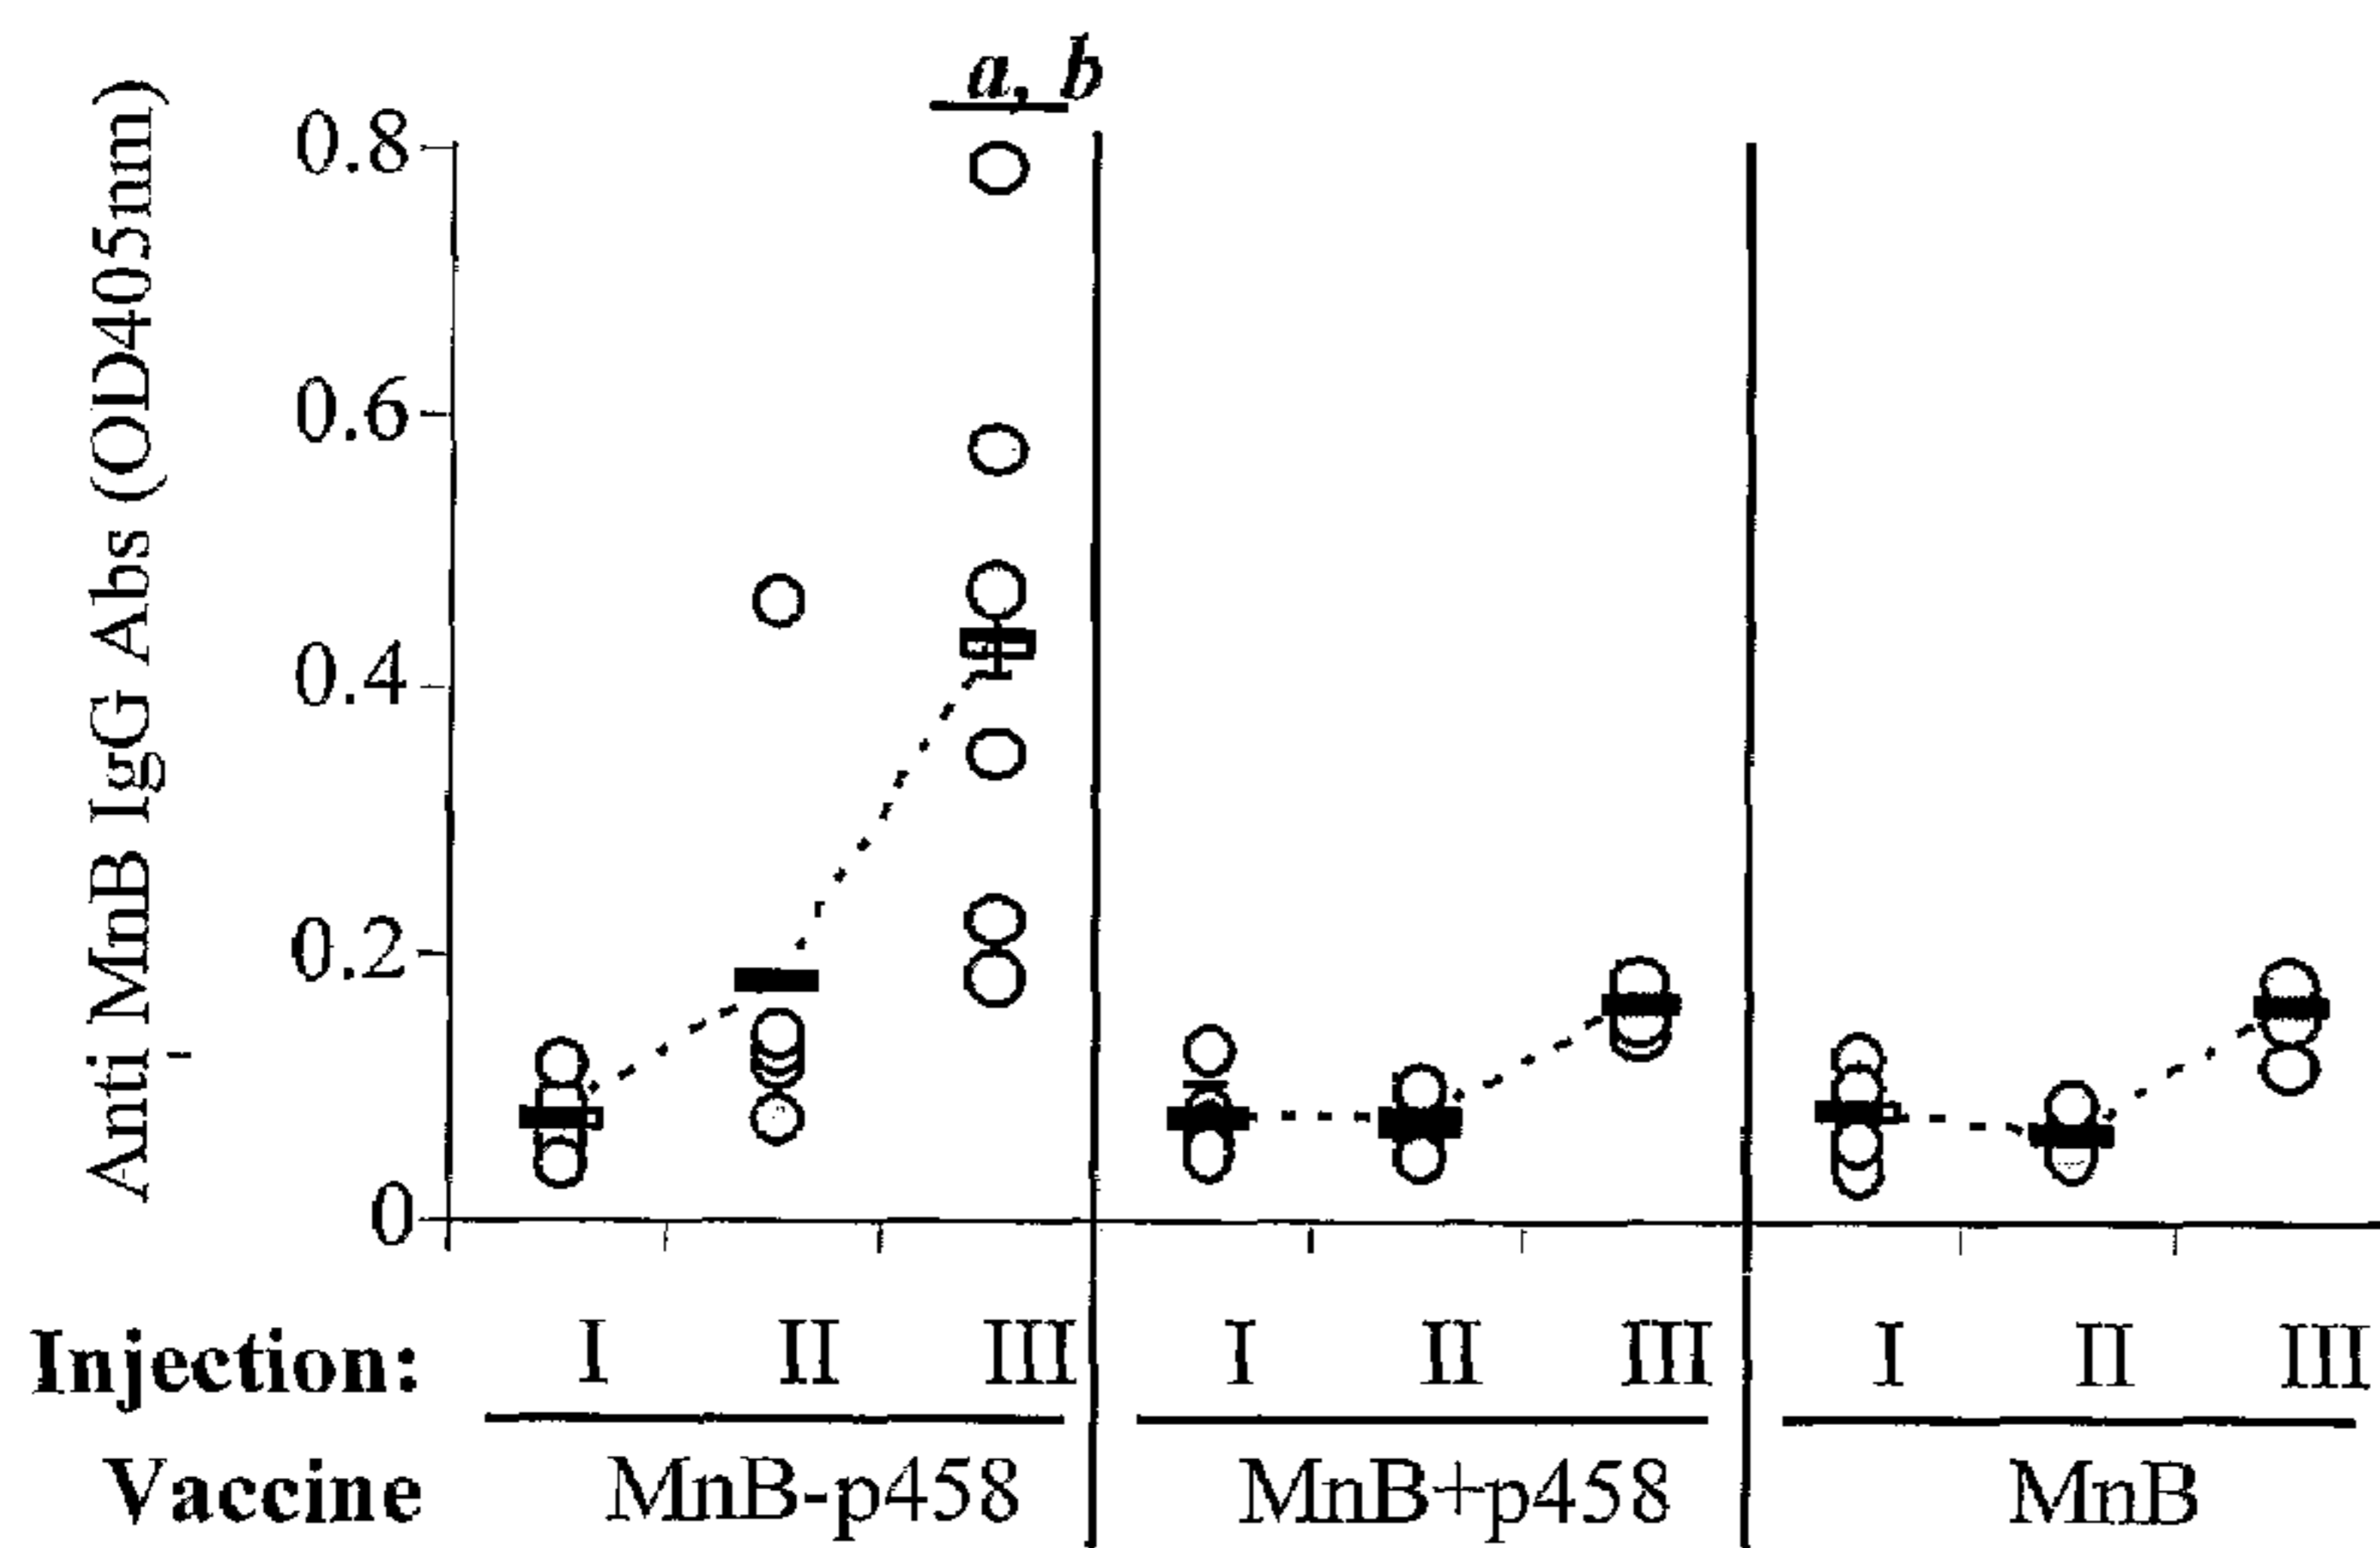 a, b
Anti MnB IgG Abs (OD405nm)
0.8
0.6
0.4
0.2
0
Injection: I II III I II III I II III
Vaccine MnB-p458 MnB+p458 MnB